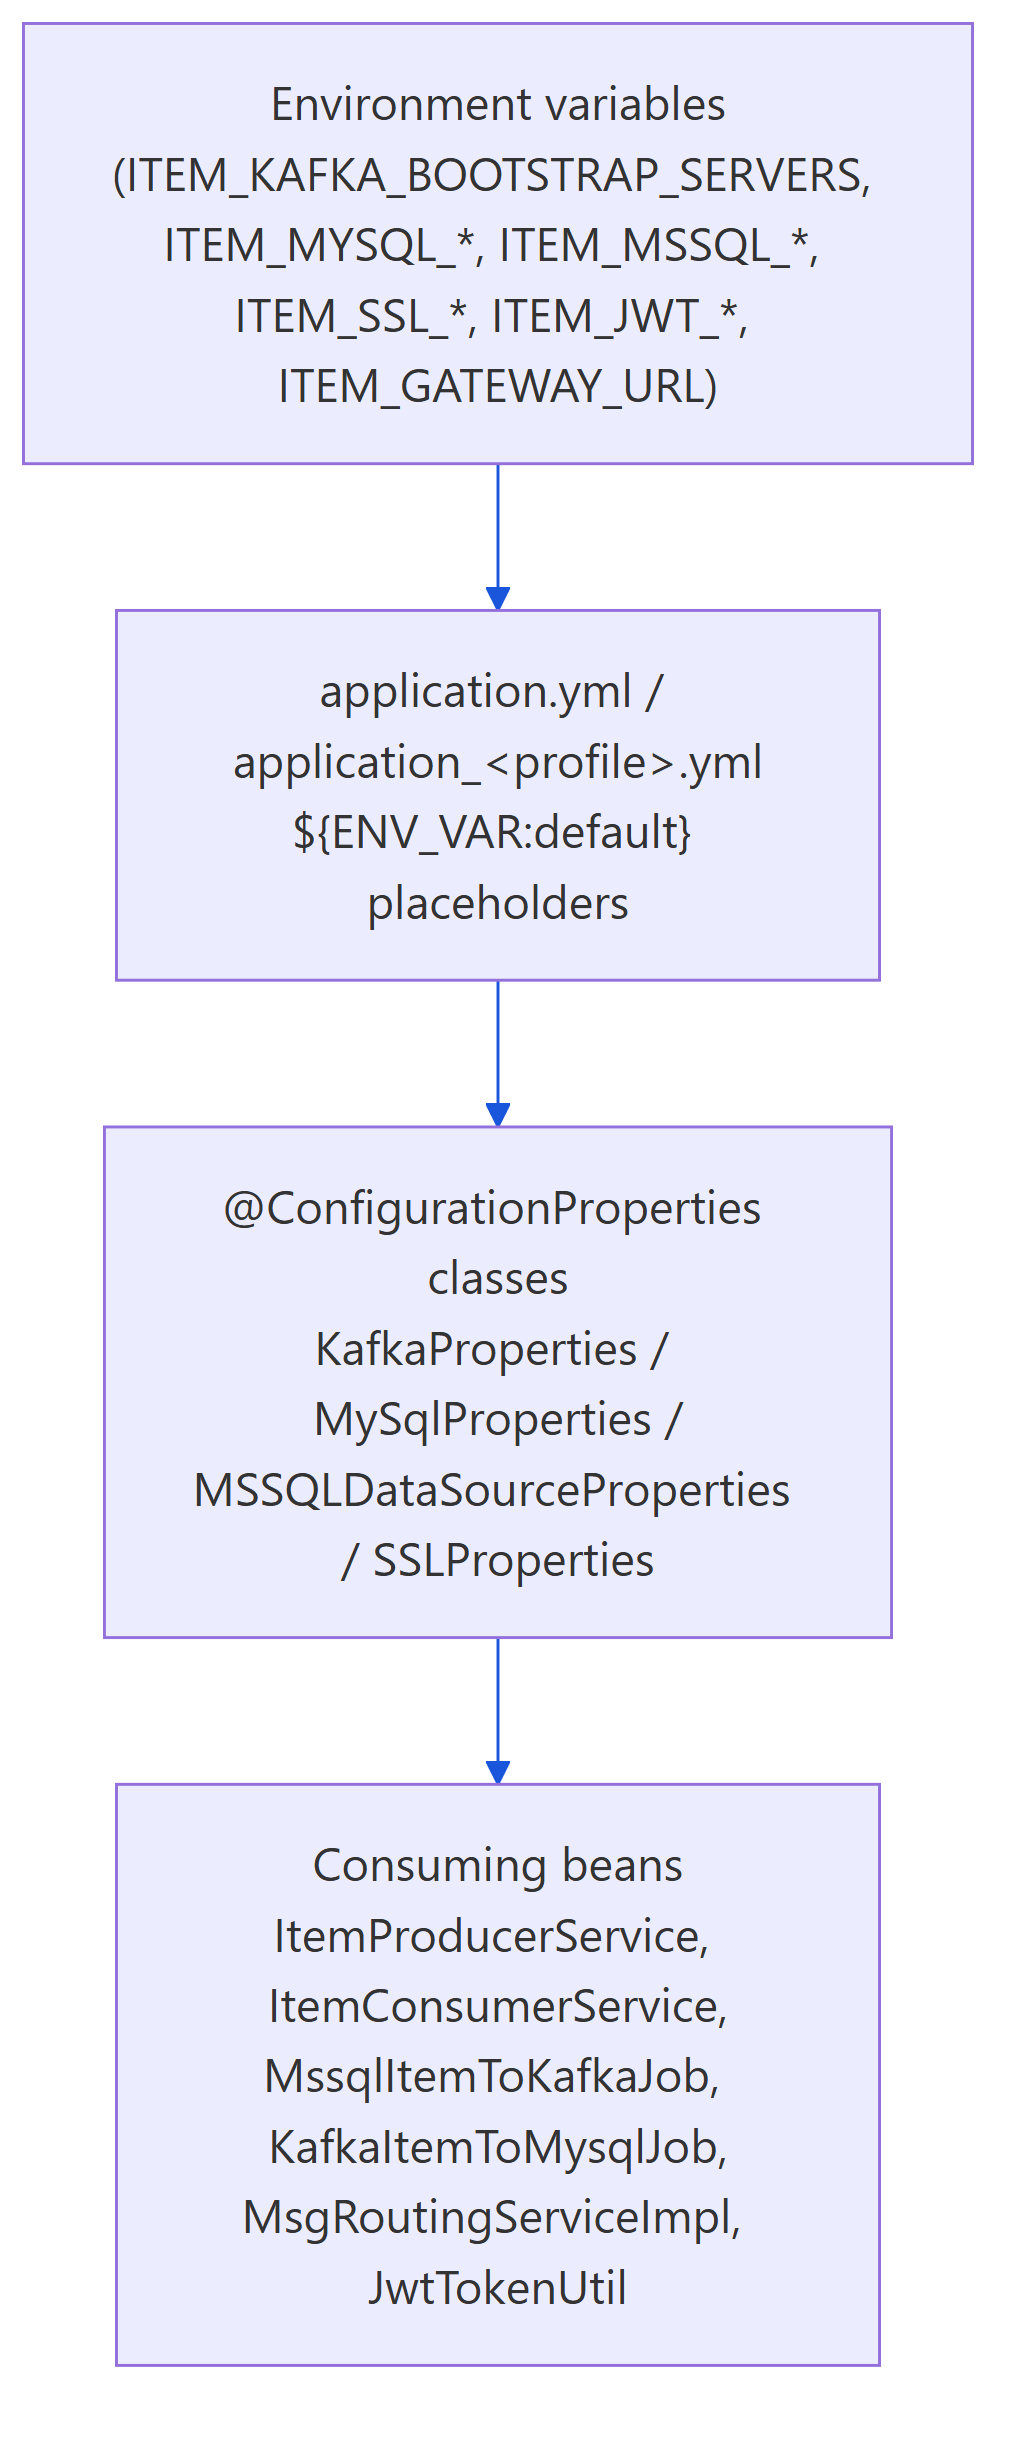 Environment variables
(ITEM_KAFKA_BOOTSTRAP_SERVERS,
ITEM_MYSQL_*, ITEM_MSSQL_*,
ITEM_SSL_*, ITEM_JWT_*,
ITEM_GATEWAY_URL)
application.yml /
application_<profile>.yml
${ENV_VAR:default}
placeholders
@ConfigurationProperties
classes
KafkaProperties /
MySqlProperties /
MSSQLDataSourceProperties
/ SSLProperties
Consuming beans
ItemProducerService,
ItemConsumerService,
MssqlItemToKafkaJob,
KafkaItemToMysqlJob,
MsgRoutingServiceImpl,
JwtTokenUtil